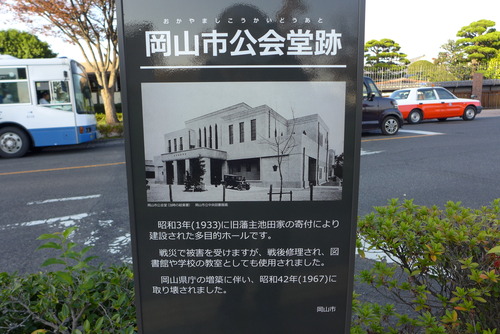 おかやましこうかいどうあと
岡山市公会堂跡
昭和3年(1933)に旧藩主池田家の寄付により
建設された多目的ホールです。
戦災で被害を受けますが、戦後修理され、図
書館や学校の教室としても使用されました。
岡山県庁の増築に伴い、昭和42年(1967)に
取り壊されました。
岡山市